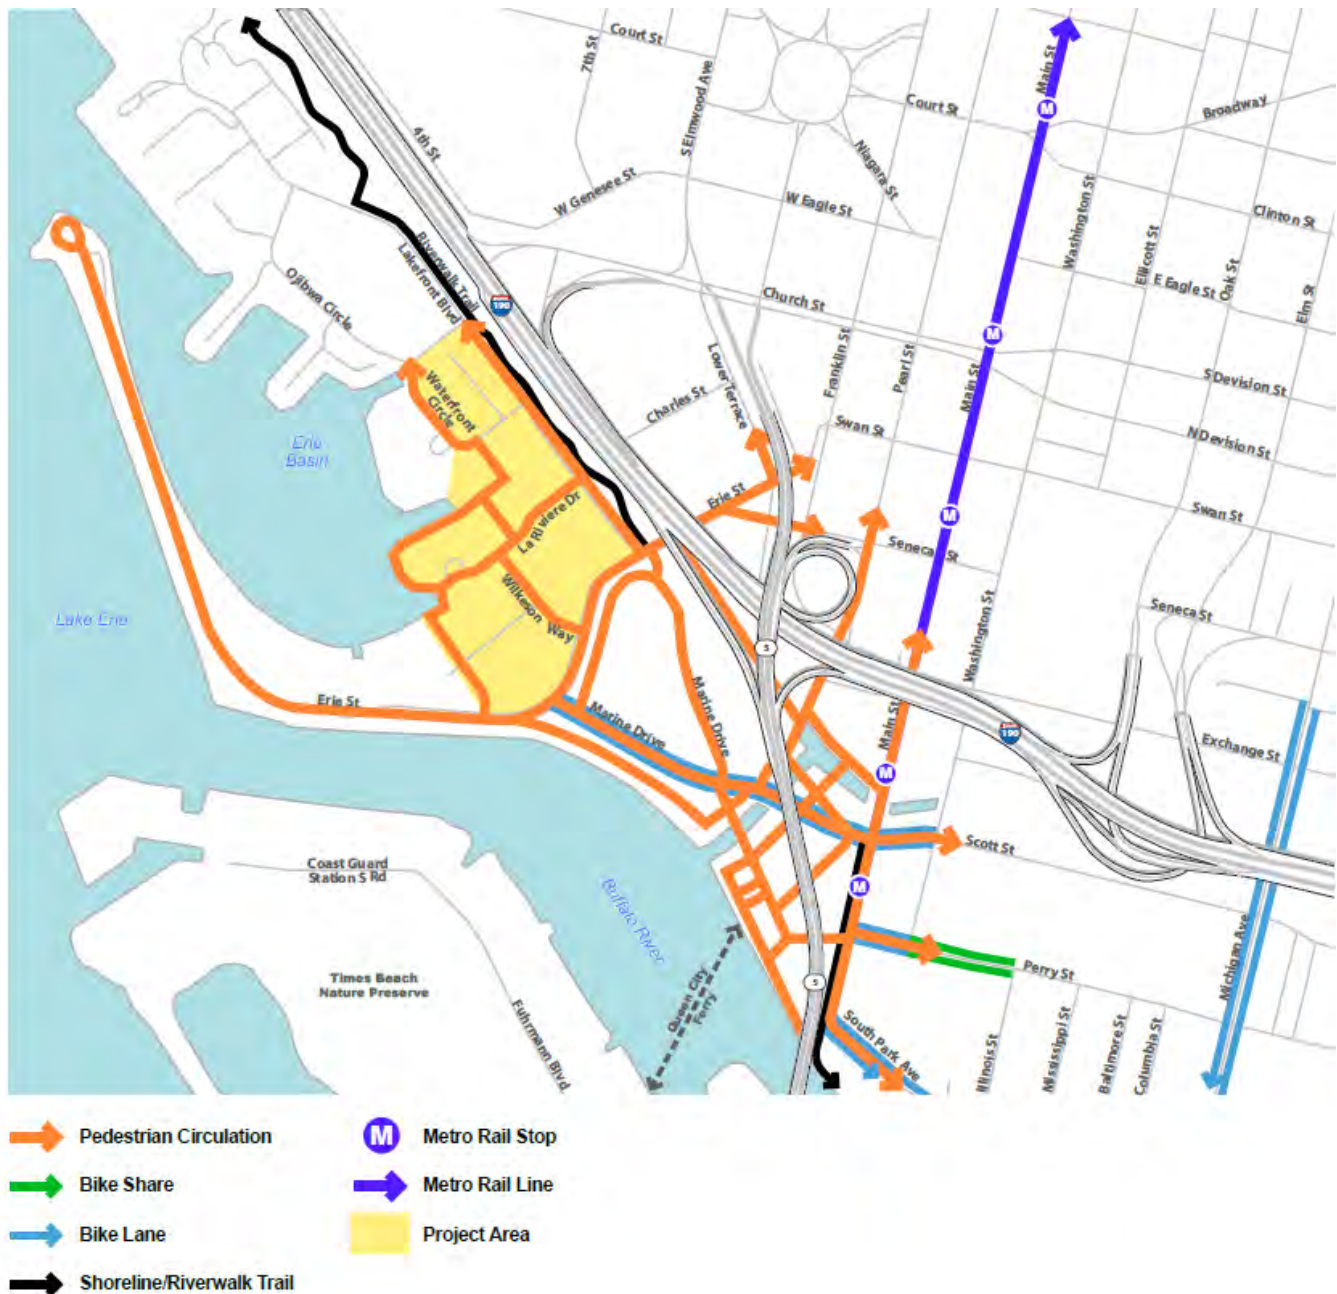 Court St
7th St
S Elmwood Ave
Main St
M
Court St
Broadway
4th St
Niagara St
W Genesee St
W Eagle St
Washington St
Clinton St
Ellicott St
Oak St
E Eagle St
Elm St
Riverwalk Trail
Lakefront Blvd
Ojibwa Circle
190
Church St
M
Lower Terrace
Franklin St
Pearl St
Main St
S Devision St
Waterfront
Circle
Charles St
Swan St
N Devision St
Erie
Basin
Erie St
M
Swan St
La Riviere Dr
Seneca St
Wilkeson Way
Seneca St
Lake Erie
5
Washington St
Erie St
Marine Drive
Marine Drive
Main St
190
Exchange St
M
Scott St
Coast Guard
Station S Rd
M
Buffalo River
Michigan Ave
Perry St
Times Beach
Nature Preserve
5
Queen City
Ferry
Fuhrmann Blvd
South Park Ave
Illinois St
Mississippi St
Baltimore St
Columbia St
Pedestrian Circulation
M
Metro Rail Stop
Bike Share
Metro Rail Line
Bike Lane
Project Area
Shoreline/Riverwalk Trail